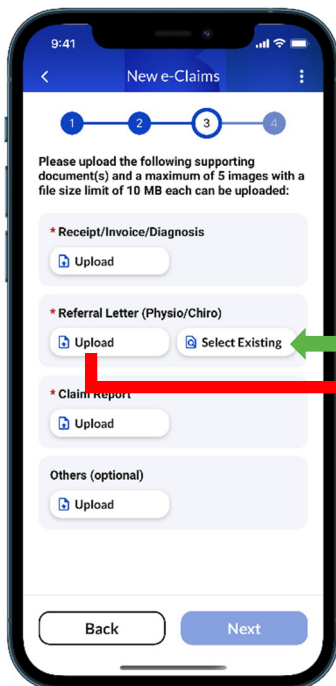 9:41
New e-Claims
1 2 3 4
Please upload the following supporting
document(s) and a maximum of 5 images with a
file size limit of 10 MB each can be uploaded:
* Receipt/Invoice/Diagnosis
Upload
* Referral Letter (Physio/Chiro)
Upload Select Existing
* Claim Report
Upload
Others (optional)
Upload
Back Next